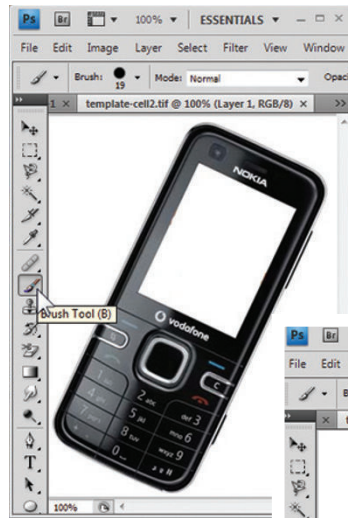 Ps Br 100% ESSENTIALS
File Edit Image Layer Select Filter View Window
Brush: 19 Mode: Normal Opac
1 × template-cell2.tif @ 100% (Layer 1, RGB/8) ×
NOKIA
Brush Tool (B)
vodafone
C
2 abc
def 3
5 jkl
mno 6
8 tuv
wxyz 9
0
T
Ps Br
File Edit
100%